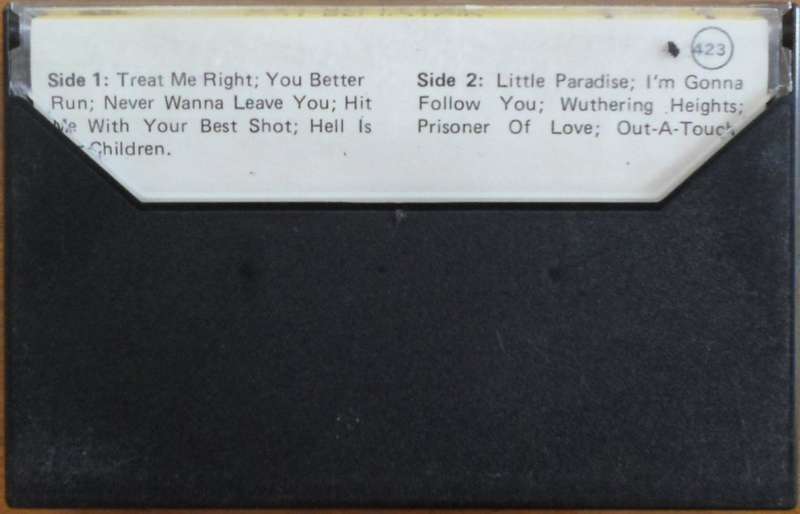 423
Side 1: Treat Me Right; You Better
Run; Never Wanna Leave You; Hit
Me With Your Best Shot; Hell Is
Children.
Side 2: Little Paradise; I'm Gonna
Follow You; Wuthering Heights;
Prisoner Of Love; Out-A-Touch